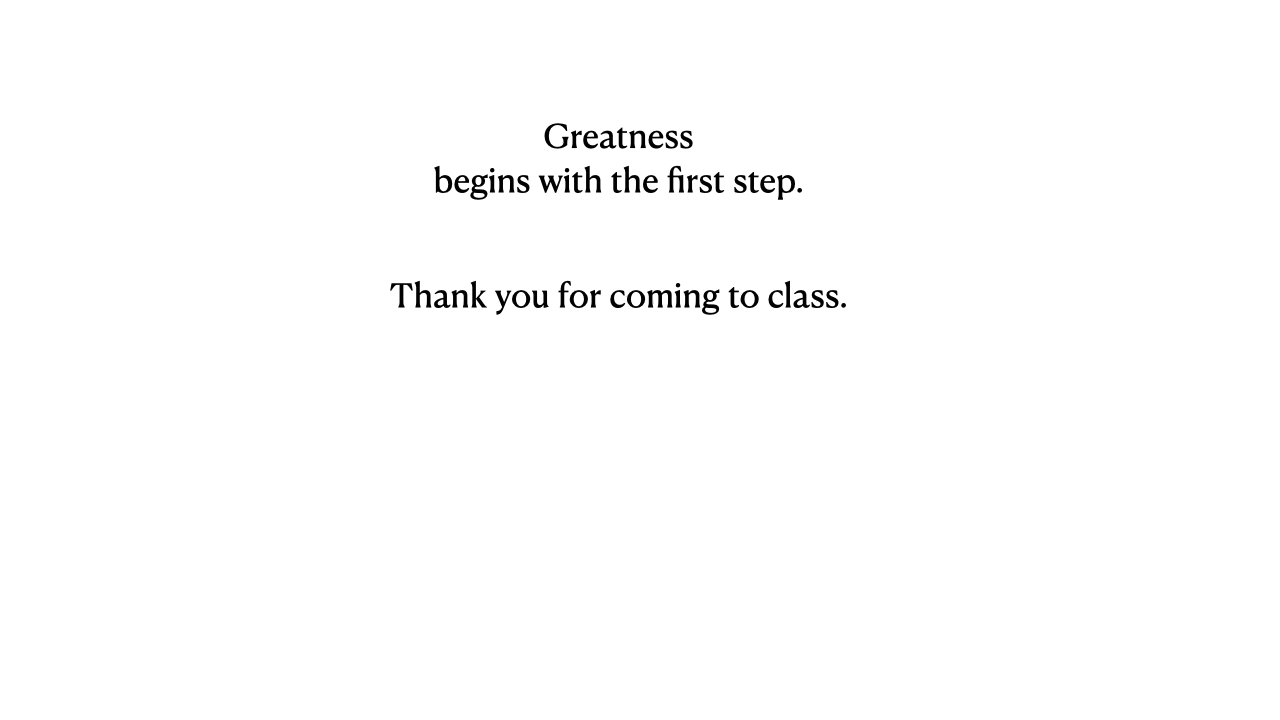 Greatness
begins with the first step.
Thank you for coming to class.